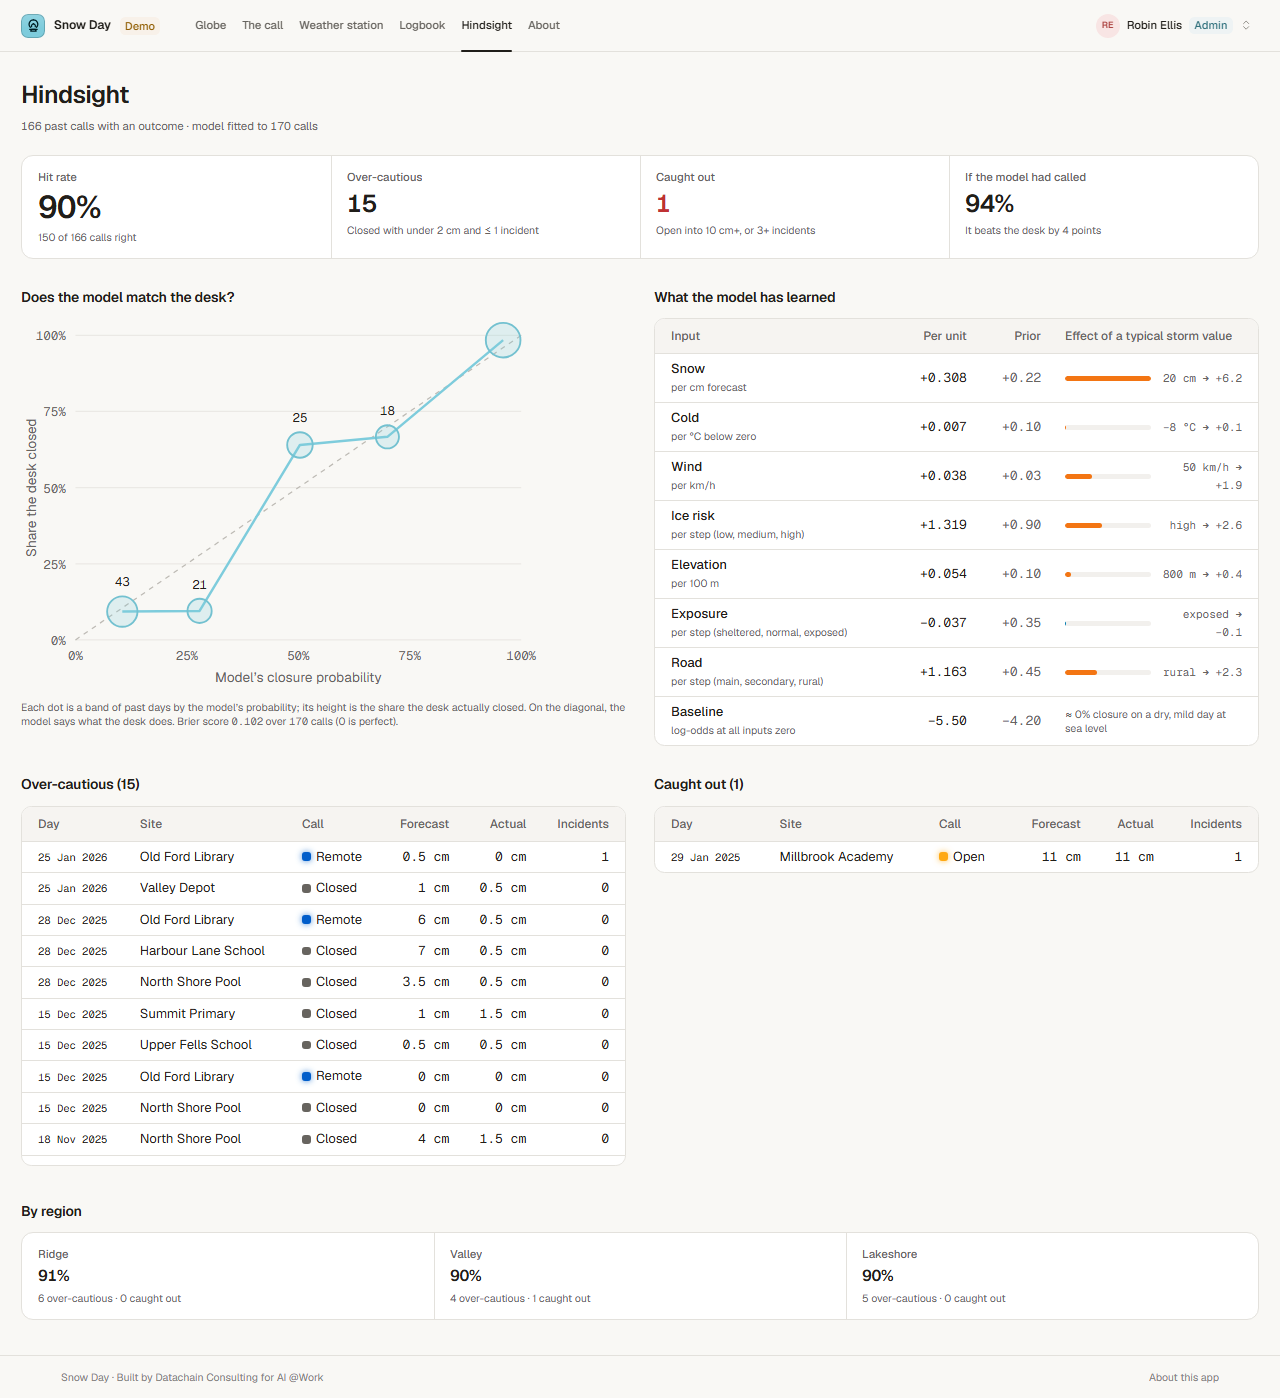 Snow Day Demo Globe The call Weather station Logbook Hindsight About RE Robin Ellis Admin
Hindsight
166 past calls with an outcome · model fitted to 170 calls
Hit rate
90%
150 of 166 calls right
Over-cautious
15
Closed with under 2 cm and ≤ 1 incident
Caught out
1
Open into 10 cm+, or 3+ incidents
If the model had called
94%
It beats the desk by 4 points
Does the model match the desk?
100%
75%
50%
25%
0%
Share the desk closed
43
21
25
18
0% 25% 50% 75% 100%
Model's closure probability
Each dot is a band of past days by the model's probability; its height is the share the desk actually closed. On the diagonal, the
model says what the desk does. Brier score 0.102 over 170 calls (0 is perfect).
What the model has learned
Input Per unit Prior Effect of a typical storm value
Snow
per cm forecast
+0.308 +0.22 20 cm → +6.2
Cold
per °C below zero
+0.007 +0.10 −8 °C → +0.1
Wind
per km/h
+0.038 +0.03 50 km/h →
+1.9
Ice risk
per step (low, medium, high)
+1.319 +0.90 high → +2.6
Elevation
per 100 m
+0.054 +0.10 800 m → +0.4
Exposure
per step (sheltered, normal, exposed)
−0.037 +0.35 exposed →
−0.1
Road
per step (main, secondary, rural)
+1.163 +0.45 rural → +2.3
Baseline
log-odds at all inputs zero
−5.50 −4.20 ≈ 0% closure on a dry, mild day at
sea level
Over-cautious (15)
Day Site Call Forecast Actual Incidents
25 Jan 2026 Old Ford Library Remote 0.5 cm 0 cm 1
25 Jan 2026 Valley Depot Closed 1 cm 0.5 cm 0
28 Dec 2025 Old Ford Library Remote 6 cm 0.5 cm 0
28 Dec 2025 Harbour Lane School Closed 7 cm 0.5 cm 0
28 Dec 2025 North Shore Pool Closed 3.5 cm 0.5 cm 0
15 Dec 2025 Summit Primary Closed 1 cm 1.5 cm 0
15 Dec 2025 Upper Fells School Closed 0.5 cm 0.5 cm 0
15 Dec 2025 Old Ford Library Remote 0 cm 0 cm 0
15 Dec 2025 North Shore Pool Closed 0 cm 0 cm 0
18 Nov 2025 North Shore Pool Closed 4 cm 1.5 cm 0
Caught out (1)
Day Site Call Forecast Actual Incidents
29 Jan 2025 Millbrook Academy Open 11 cm 11 cm 1
By region
Ridge
91%
6 over-cautious · 0 caught out
Valley
90%
4 over-cautious · 1 caught out
Lakeshore
90%
5 over-cautious · 0 caught out
Snow Day · Built by Datachain Consulting for AI @Work
About this app